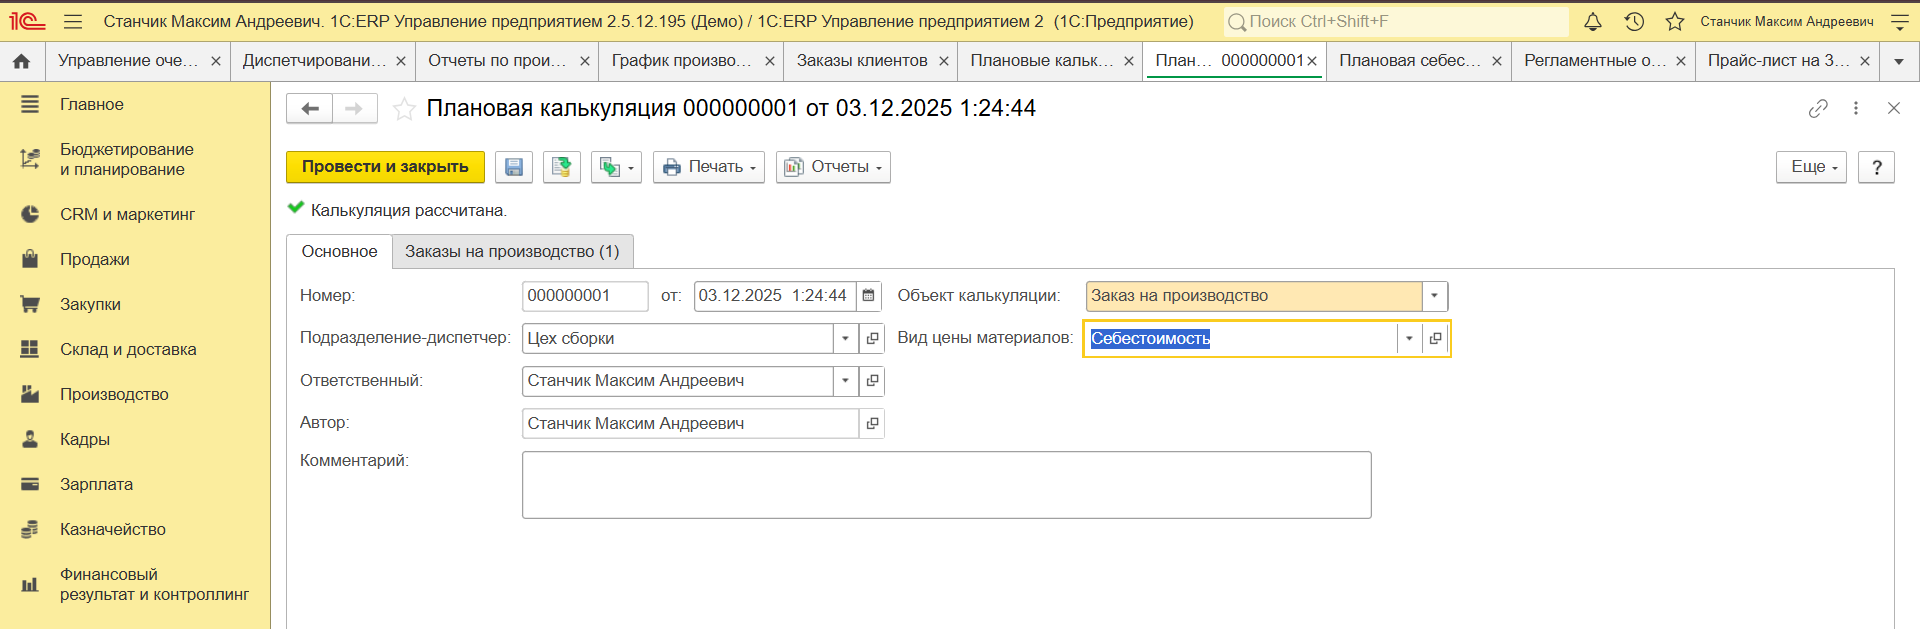 1С Станчик Максим Андреевич. 1С:ERP Управление предприятием 2.5.12.195 (Демо) / 1С:ERP Управление предприятием 2 (1С:Предприятие) Поиск Ctrl+Shift+F Станчик Максим Андреевич
Управление оче... Диспетчировани... Отчеты по прои... График произво... Заказы клиентов Плановые кальк... План... 000000001 Плановая себес... Регламентные о... Прайс-лист на 3...
Главное
Бюджетирование
и планирование
CRM и маркетинг
Продажи
Закупки
Склад и доставка
Производство
Кадры
Зарплата
Казначейство
Финансовый
результат и контроллинг
Плановая калькуляция 000000001 от 03.12.2025 1:24:44
Провести и закрыть Печать Отчеты Еще ?
Калькуляция рассчитана.
Основное Заказы на производство (1)
Номер: 000000001 от: 03.12.2025 1:24:44 Объект калькуляции: Заказ на производство
Подразделение-диспетчер: Цех сборки Вид цены материалов: Себестоимость
Ответственный: Станчик Максим Андреевич
Автор: Станчик Максим Андреевич
Комментарий: